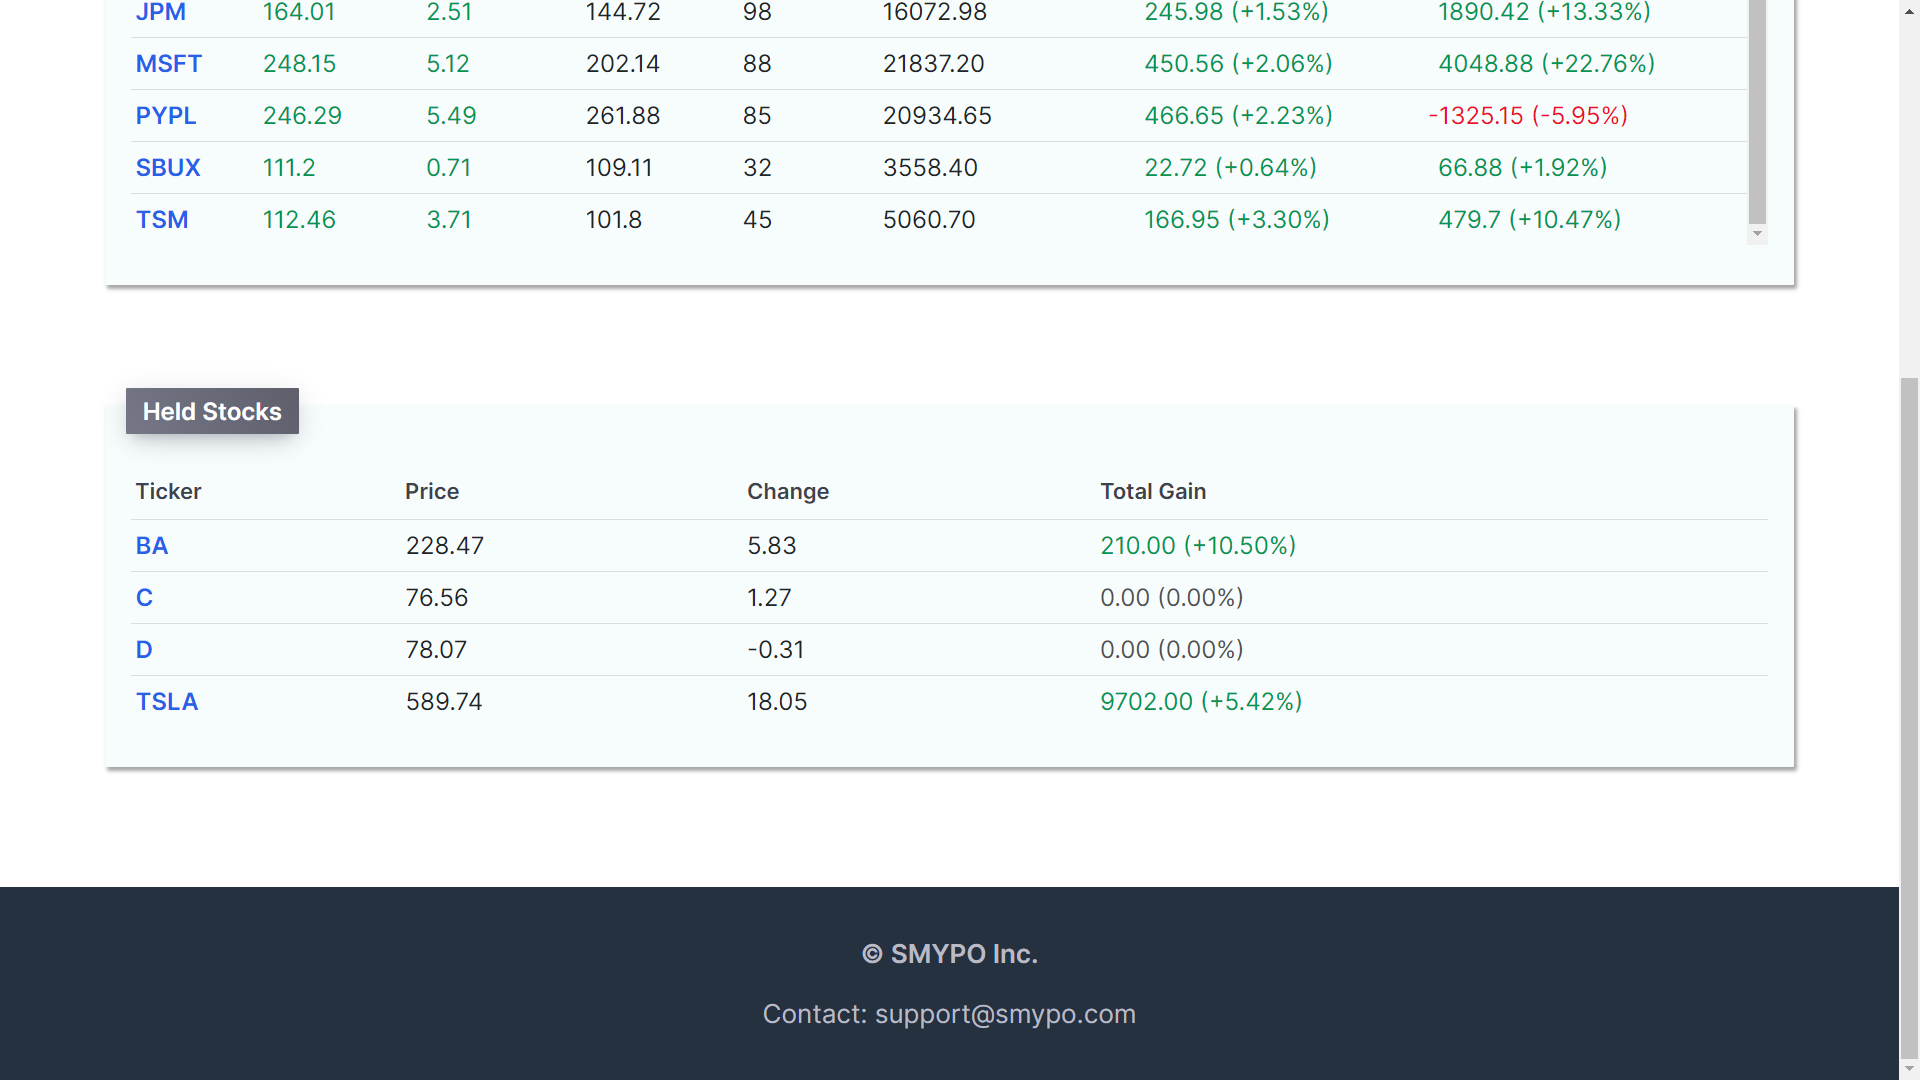 JPM 164.01 2.51 144.72 98 16072.98 245.98 (+1.53%) 1890.42 (+13.33%)
MSFT 248.15 5.12 202.14 88 21837.20 450.56 (+2.06%) 4048.88 (+22.76%)
PYPL 246.29 5.49 261.88 85 20934.65 466.65 (+2.23%) -1325.15 (-5.95%)
SBUX 111.2 0.71 109.11 32 3558.40 22.72 (+0.64%) 66.88 (+1.92%)
TSM 112.46 3.71 101.8 45 5060.70 166.95 (+3.30%) 479.7 (+10.47%)
Held Stocks
Ticker Price Change Total Gain
BA 228.47 5.83 210.00 (+10.50%)
C 76.56 1.27 0.00 (0.00%)
D 78.07 -0.31 0.00 (0.00%)
TSLA 589.74 18.05 9702.00 (+5.42%)
© SMYPO Inc.
Contact: support@smypo.com